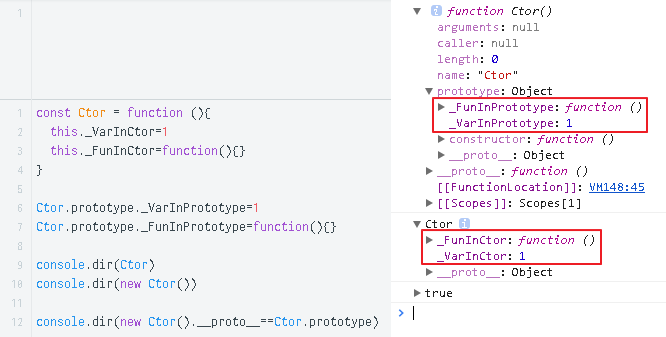 1
1 const Ctor = function (){
2 this._VarInCtor=1
3 this._FunInCtor=function(){}
4 }
5
6 Ctor.prototype._VarInPrototype=1
7 Ctor.prototype._FunInPrototype=function(){}
8
9 console.dir(Ctor)
10 console.dir(new Ctor())
11
12 console.dir(new Ctor().__proto__==Ctor.prototype)
▼ i function Ctor()
arguments: null
caller: null
length: 0
name: "Ctor"
▼ prototype: Object
▶ _FunInPrototype: function ()
_VarInPrototype: 1
▶ constructor: function ()
▶ __proto__: Object
▶ __proto__: function ()
[[FunctionLocation]]: VM148:45
▶ [[Scopes]]: Scopes[1]
▼ Ctor i
▶ _FunInCtor: function ()
_VarInCtor: 1
▶ __proto__: Object
▶ true
>